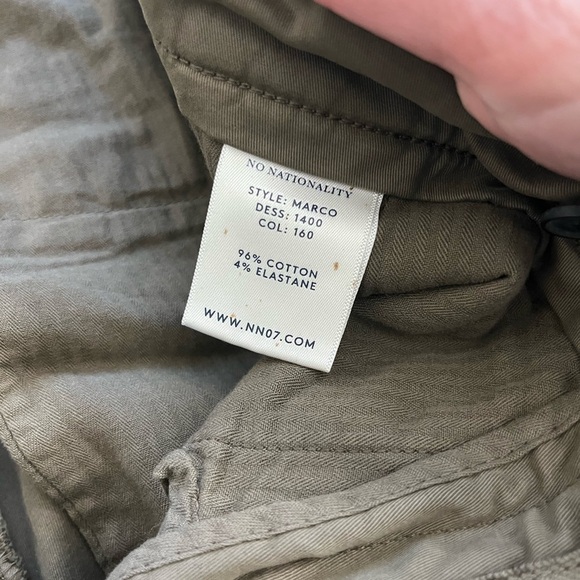 NO NATIONALITY
STYLE: MARCO
DESS: 1400
COL: 160
96% COTTON
4% ELASTANE
WWW.NN07.COM